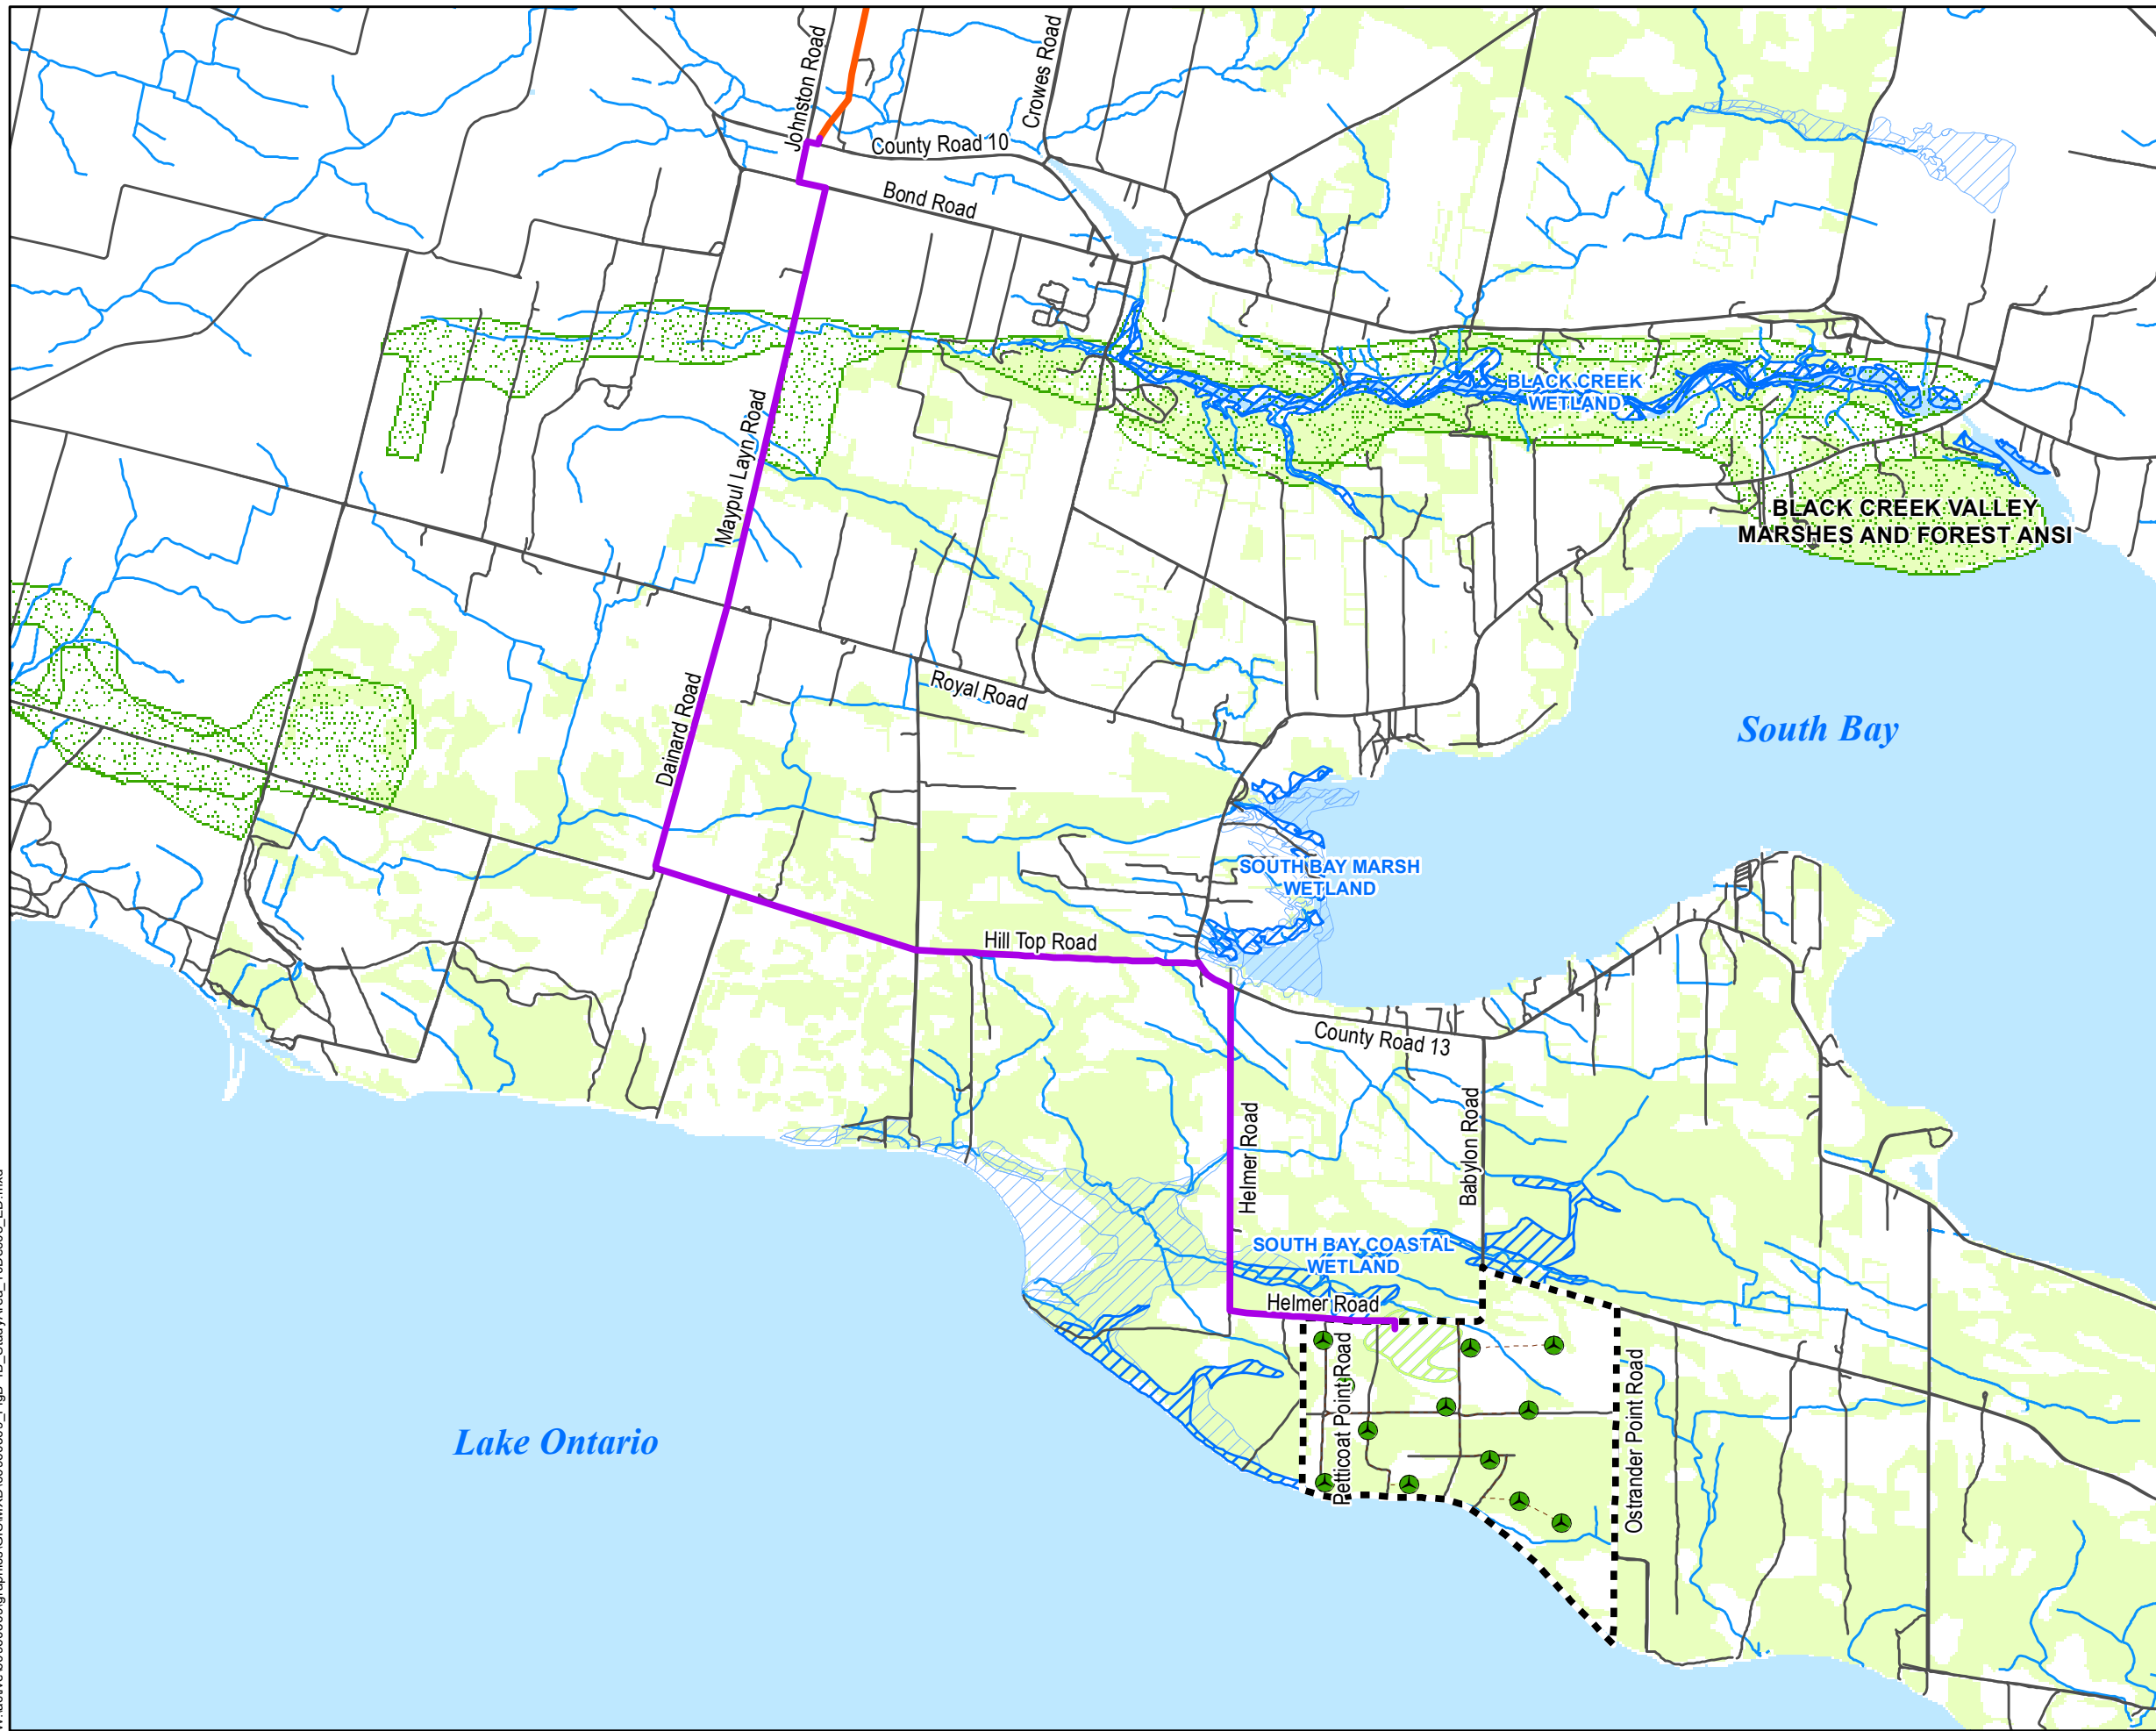 Johnston Road
Crowes Road
County Road 10
Bond Road
BLACK CREEK
WETLAND
Maypul Layn Road
BLACK CREEK VALLEY
MARSHES AND FOREST ANSI
Royal Road
Dainard Road
South Bay
SOUTH BAY MARSH
WETLAND
Hill Top Road
County Road 13
Helmer Road
Babylon Road
SOUTH BAY COASTAL
WETLAND
Helmer Road
Petticoat Point Road
Ostrander Point Road
Lake Ontario